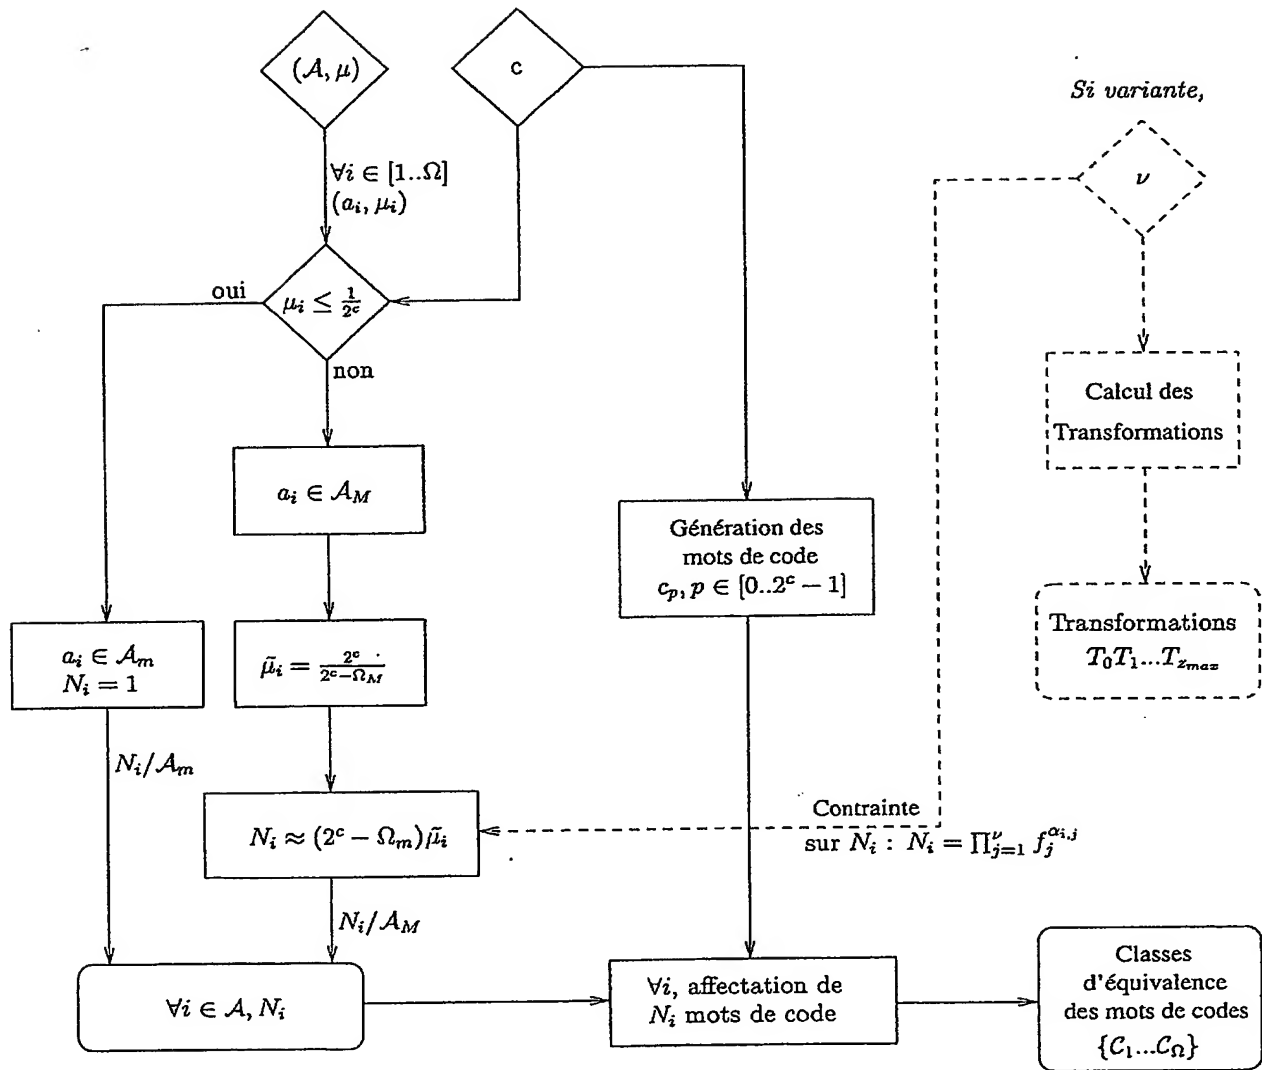 (𝒜, μ)
c
Si variante,
∀i ∈ [1..Ω]
(aᵢ, μᵢ)
ν
oui
μᵢ ≤ 1/2ᶜ
non
Calcul des
Transformations
aᵢ ∈ 𝒜_M
Génération des
mots de code
c_p, p ∈ [0..2ᶜ − 1]
Transformations
T₀T₁...T_{z_{max}}
aᵢ ∈ 𝒜_m
Nᵢ = 1
μ̃ᵢ = 2ᶜ/(2ᶜ−Ω_M)
Nᵢ/𝒜_m
Nᵢ ≈ (2ᶜ − Ω_m)μ̃ᵢ
Contrainte
sur Nᵢ : Nᵢ = ∏_{j=1}^{ν} f_j^{α_{i,j}}
Nᵢ/𝒜_M
∀i ∈ 𝒜, Nᵢ
∀i, affectation de
Nᵢ mots de code
Classes
d'équivalence
des mots de codes
{𝒞₁...𝒞_Ω}